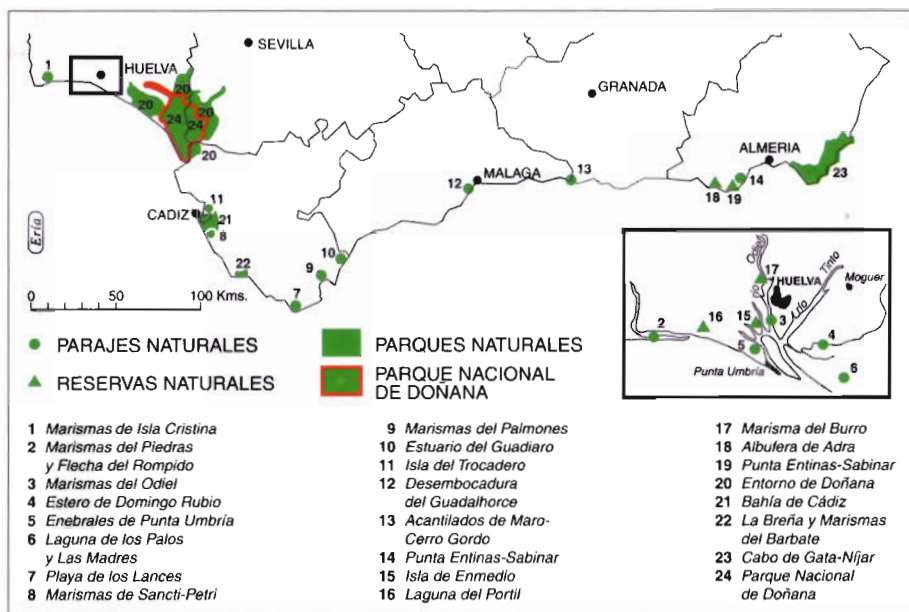 SEVILLA
1
HUELVA
20
20
24
20
24
20
GRANADA
ALMERIA
MALAGA
13
12
14
18
19
23
11
CADIZ
21
8
Eria
22
10
9
7
0 50 100 Kms.
Odiel
río
17
HUELVA
Tinto
río
Moguer
2
16
15
3
4
5
6
Punta Umbría
PARAJES NATURALES
RESERVAS NATURALES
PARQUES NATURALES
PARQUE NACIONAL
DE DOÑANA
1 Marismas de Isla Cristina
2 Marismas del Piedras
y Flecha del Rompido
3 Marismas del Odiel
4 Estero de Domingo Rubio
5 Enebrales de Punta Umbría
6 Laguna de los Palos
y Las Madres
7 Playa de los Lances
8 Marismas de Sancti-Petri
9 Marismas del Palmones
10 Estuario del Guadiaro
11 Isla del Trocadero
12 Desembocadura
del Guadalhorce
13 Acantilados de Maro-
Cerro Gordo
14 Punta Entinas-Sabinar
15 Isla de Enmedio
16 Laguna del Portil
17 Marisma del Burro
18 Albufera de Adra
19 Punta Entinas-Sabinar
20 Entorno de Doñana
21 Bahía de Cádiz
22 La Breña y Marismas
del Barbate
23 Cabo de Gata-Níjar
24 Parque Nacional
de Doñana